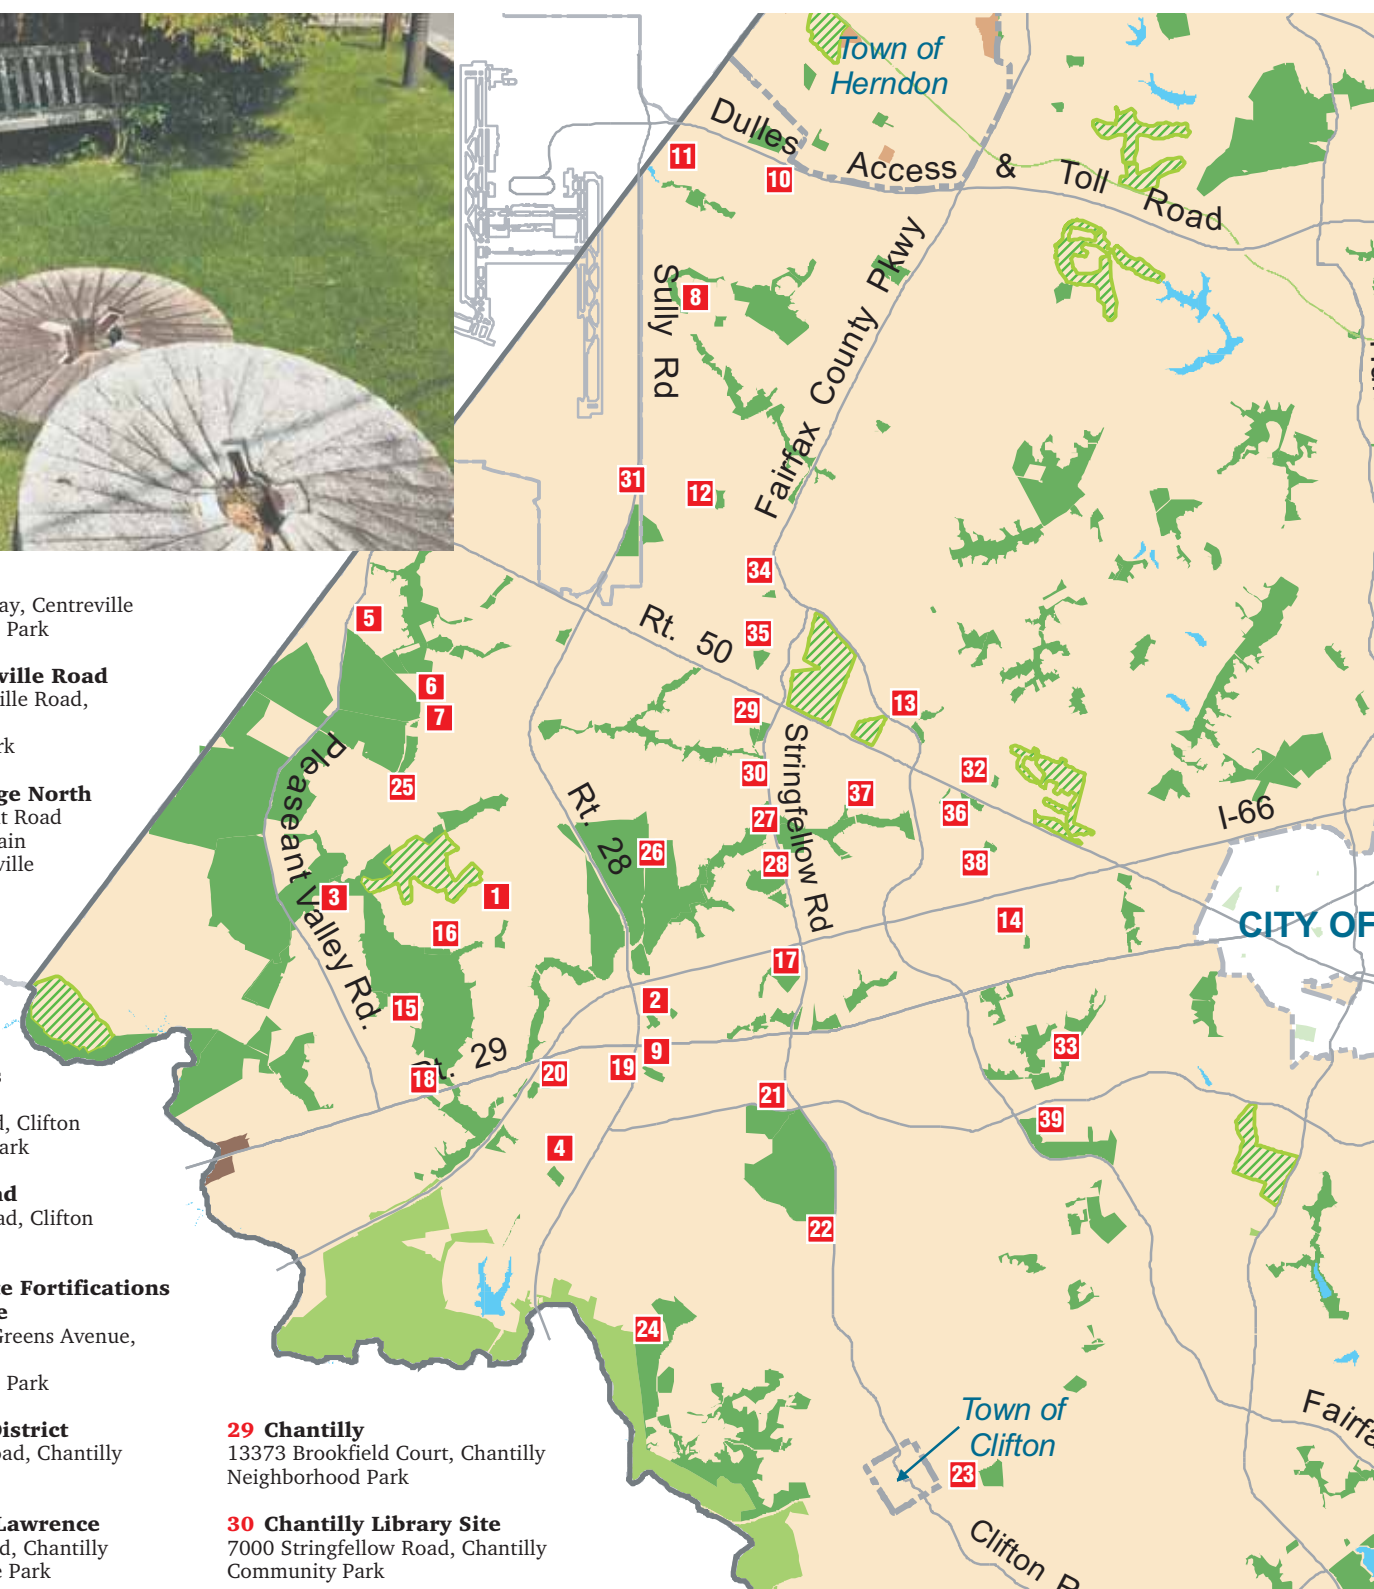 Town of
Herndon
Dulles
Access & Toll Road
11
10
8
Sully Rd
Fairfax County Pkwy
31
12
34
35
Rt. 50
5
6
7
25
29
13
30
32
37
36
27
28
38
26
Rt. 28
Stringfellow Rd
I-66
CITY OF
Pleaseant Valley Rd.
3
1
16
14
17
15
2
9
19
20
18
29
33
21
39
4
22
24
Town of
Clifton
23
Clifton
ay, Centreville
Park
ville Road
ille Road,
rk
ge North
t Road
ain
ville
s
d, Clifton
ark
ad
ad, Clifton
e Fortifications
e
Greens Avenue,
Park
District
oad, Chantilly
Lawrence
d, Chantilly
e Park
29 Chantilly
13373 Brookfield Court, Chantilly
Neighborhood Park
30 Chantilly Library Site
7000 Stringfellow Road, Chantilly
Community Park